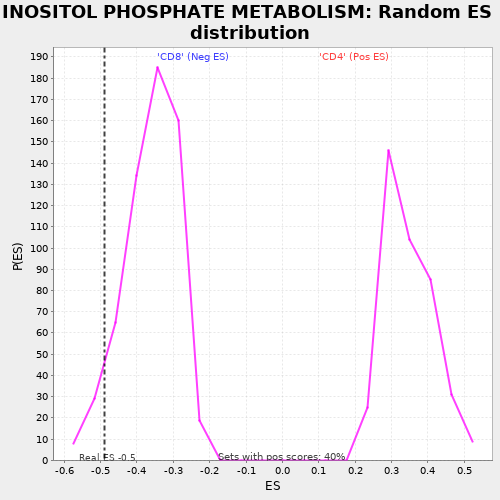 INOSITOL PHOSPHATE METABOLISM: Random ES
distribution
'CD8' (Neg ES) 'CD4' (Pos ES)
190
180
170
160
150
140
130
120
110
100
90
80
70
60
50
40
30
20
10
0
P(ES)
Real ES -0.5 Sets with pos scores: 40%
-0.6 -0.5 -0.4 -0.3 -0.2 -0.1 0.0 0.1 0.2 0.3 0.4 0.5
ES